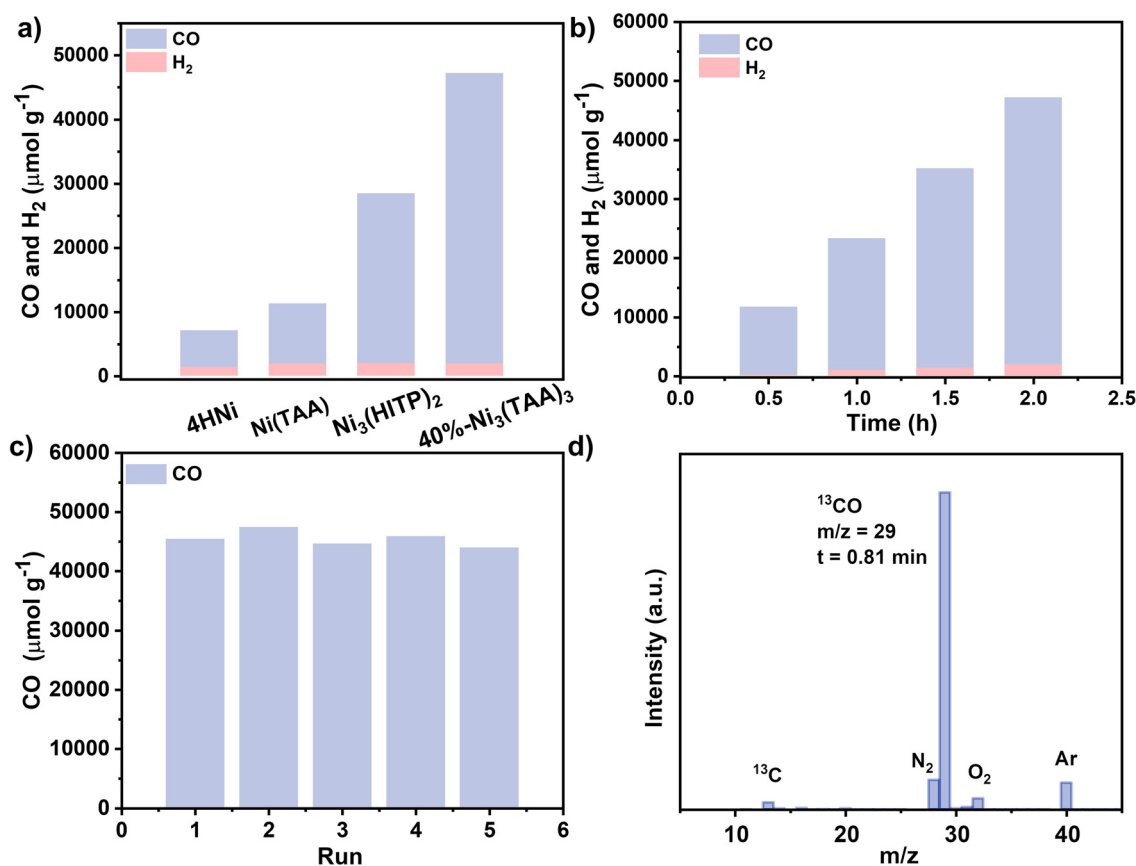 a)
CO
H₂
CO and H₂ (μmol g⁻¹)
50000
40000
30000
20000
10000
0
4HNi
Ni(TAA)
Ni₃(HITP)₂
40%-Ni₃(TAA)₃
b)
CO
H₂
CO and H₂ (μmol g⁻¹)
60000
50000
40000
30000
20000
10000
0
0.0 0.5 1.0 1.5 2.0 2.5
Time (h)
c)
CO
CO (μmol g⁻¹)
60000
50000
40000
30000
20000
10000
0
0 1 2 3 4 5 6
Run
d)
Intensity (a.u.)
¹³CO
m/z = 29
t = 0.81 min
¹³C
N₂
O₂
Ar
10 20 30 40
m/z